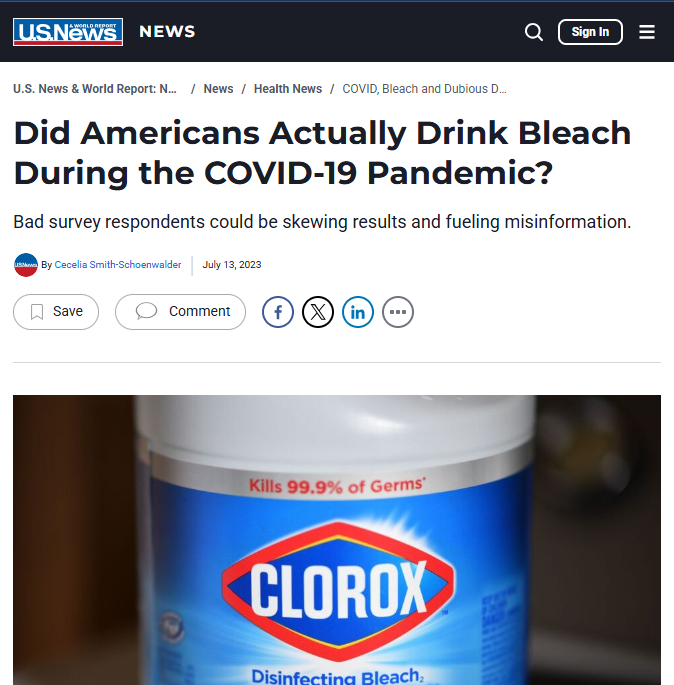 U.S.News & WORLD REPORT NEWS Sign In
U.S. News & World Report: N... / News / Health News / COVID, Bleach and Dubious D...
Did Americans Actually Drink Bleach
During the COVID-19 Pandemic?
Bad survey respondents could be skewing results and fueling misinformation.
USNews By Cecelia Smith-Schoenwalder July 13, 2023
Save Comment
Kills 99.9% of Germs*
CLOROX
Disinfecting Bleach₂